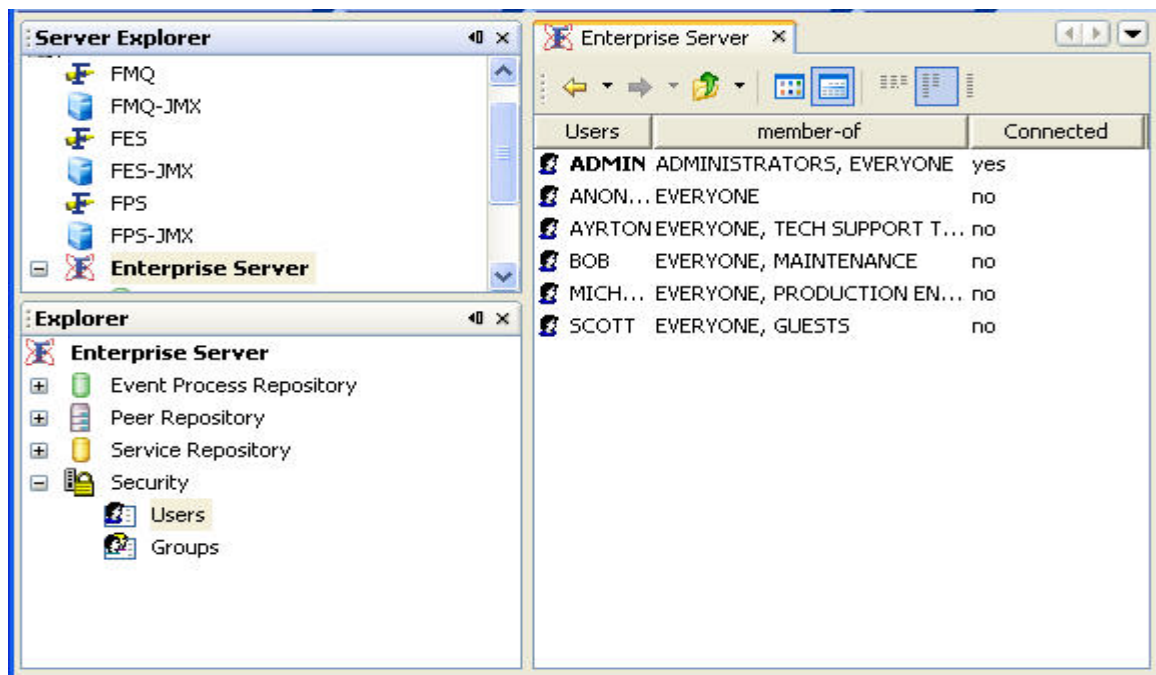 Server Explorer
FMQ
FMQ-JMX
FES
FES-JMX
FPS
FPS-JMX
Enterprise Server
Explorer
Enterprise Server
Event Process Repository
Peer Repository
Service Repository
Security
Users
Groups
Enterprise Server
Users member-of Connected
ADMIN ADMINISTRATORS, EVERYONE yes
ANON... EVERYONE no
AYRTON EVERYONE, TECH SUPPORT T... no
BOB EVERYONE, MAINTENANCE no
MICH... EVERYONE, PRODUCTION EN... no
SCOTT EVERYONE, GUESTS no